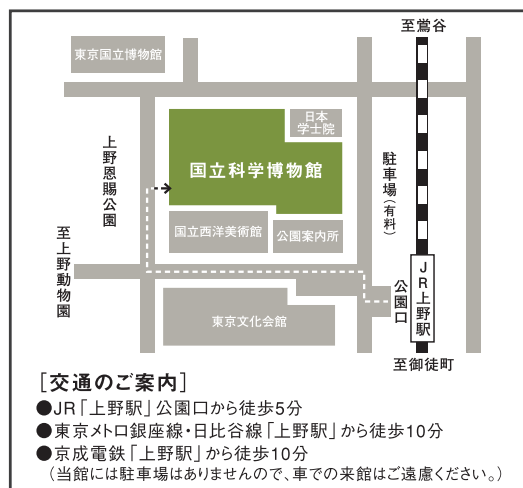 至鶯谷
東京国立博物館
日本
学士院
上野恩賜公園
国立科学博物館
駐車場(有料)
国立西洋美術館
公園案内所
至上野動物園
公園口
JR上野駅
東京文化会館
至御徒町
[交通のご案内]
●JR「上野駅」公園口から徒歩5分
●東京メトロ銀座線・日比谷線「上野駅」から徒歩10分
●京成電鉄「上野駅」から徒歩10分
(当館には駐車場はありませんので、車での来館はご遠慮ください。)